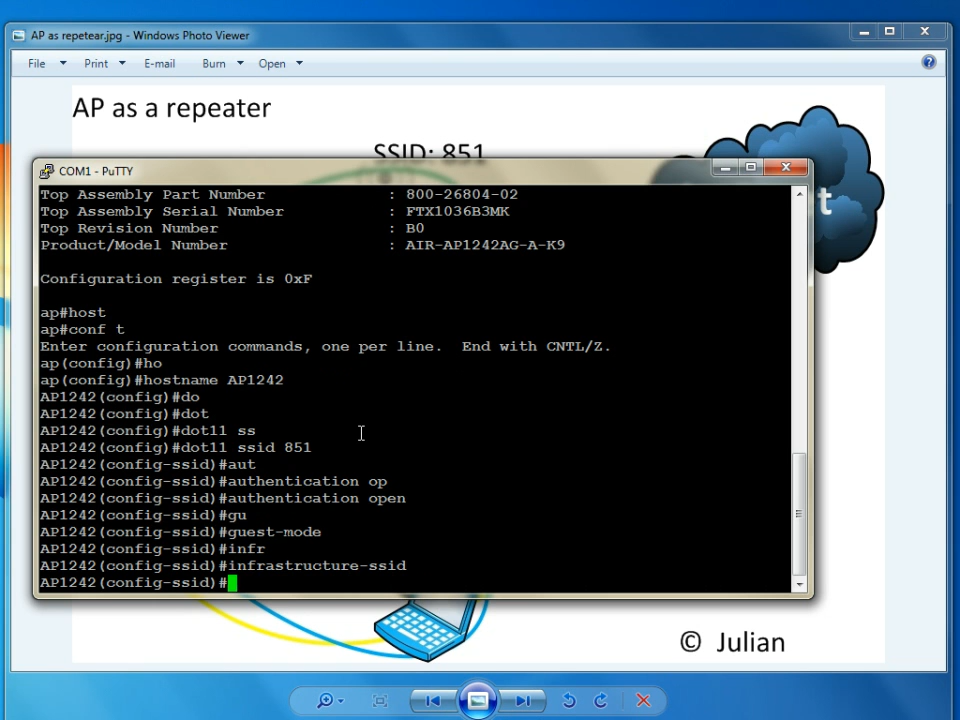 AP as repetear.jpg - Windows Photo Viewer
File Print E-mail Burn Open
AP as a repeater
SSID: 851
COM1 - PuTTY
Top Assembly Part Number : 800-26804-02
Top Assembly Serial Number : FTX1036B3MK
Top Revision Number : B0
Product/Model Number : AIR-AP1242AG-A-K9
Configuration register is 0xF
ap#host
ap#conf t
Enter configuration commands, one per line. End with CNTL/Z.
ap(config)#ho
ap(config)#hostname AP1242
AP1242(config)#do
AP1242(config)#dot
AP1242(config)#dot11 ss
AP1242(config)#dot11 ssid 851
AP1242(config-ssid)#aut
AP1242(config-ssid)#authentication op
AP1242(config-ssid)#authentication open
AP1242(config-ssid)#gu
AP1242(config-ssid)#guest-mode
AP1242(config-ssid)#infr
AP1242(config-ssid)#infrastructure-ssid
AP1242(config-ssid)#
© Julian